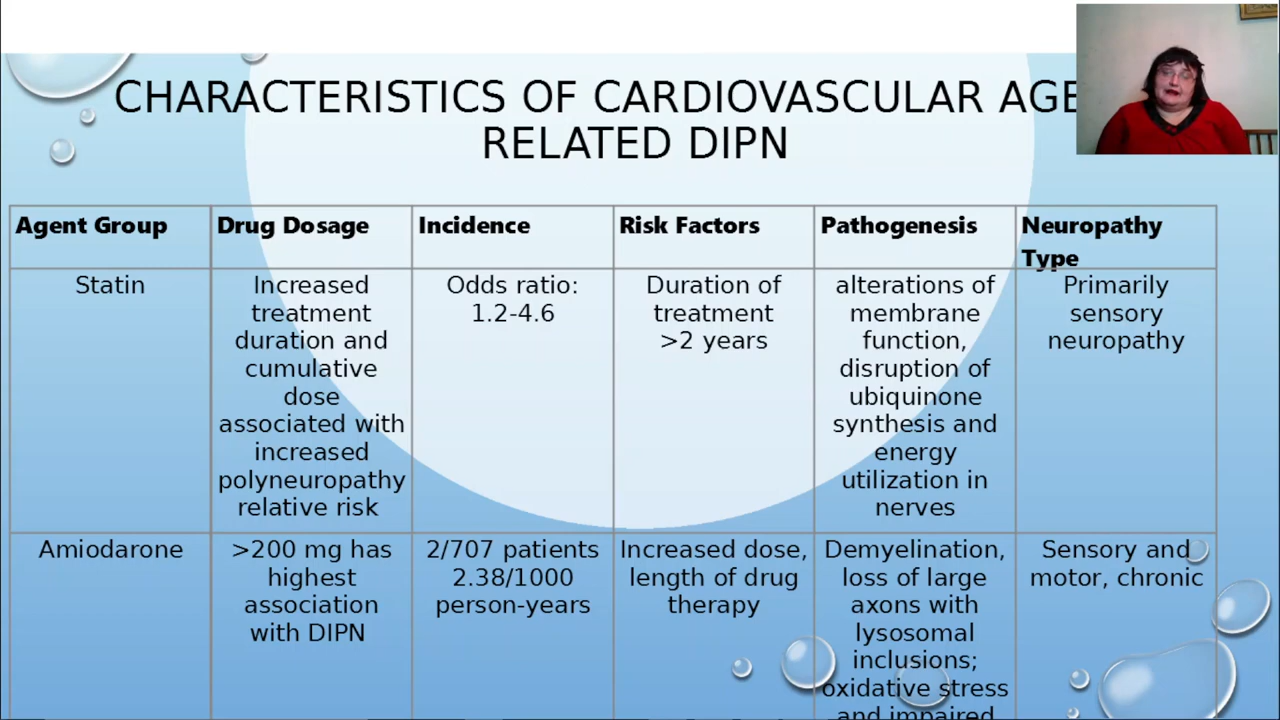 CHARACTERISTICS OF CARDIOVASCULAR AGE
RELATED DIPN
Agent Group
Drug Dosage
Incidence
Risk Factors
Pathogenesis
Neuropathy
Type
Statin
Increased
treatment
duration and
cumulative
dose
associated with
increased
polyneuropathy
relative risk
Odds ratio:
1.2-4.6
Duration of
treatment
>2 years
alterations of
membrane
function,
disruption of
ubiquinone
synthesis and
energy
utilization in
nerves
Primarily
sensory
neuropathy
Amiodarone
>200 mg has
highest
association
with DIPN
2/707 patients
2.38/1000
person-years
Increased dose,
length of drug
therapy
Demyelination,
loss of large
axons with
lysosomal
inclusions;
oxidative stress
and impaired
Sensory and
motor, chronic